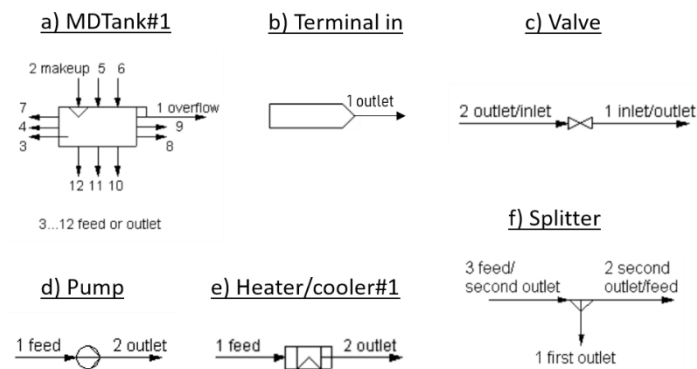 a) MDTank#1
b) Terminal in
c) Valve
2 makeup 5 6
7
1 overflow
4
9
3
8
12 11 10
3...12 feed or outlet
1 outlet
2 outlet/inlet
1 inlet/outlet
f) Splitter
3 feed/
second outlet
2 second
outlet/feed
1 first outlet
d) Pump
1 feed
2 outlet
e) Heater/cooler#1
1 feed
2 outlet